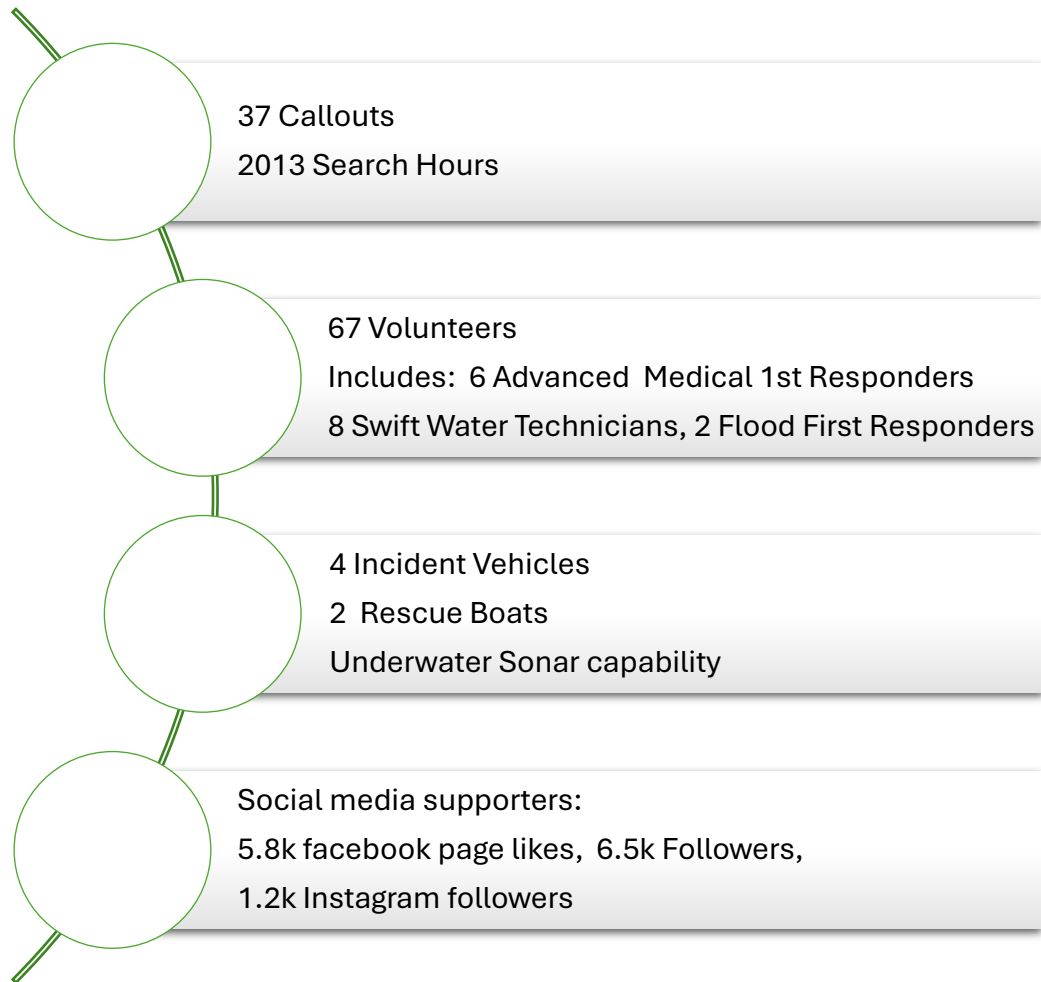 37 Callouts
2013 Search Hours
67 Volunteers
Includes:  6 Advanced  Medical 1st Responders
8 Swift Water Technicians, 2 Flood First Responders
4 Incident Vehicles
2  Rescue Boats
Underwater Sonar capability
Social media supporters:
5.8k facebook page likes,  6.5k Followers,
1.2k Instagram followers